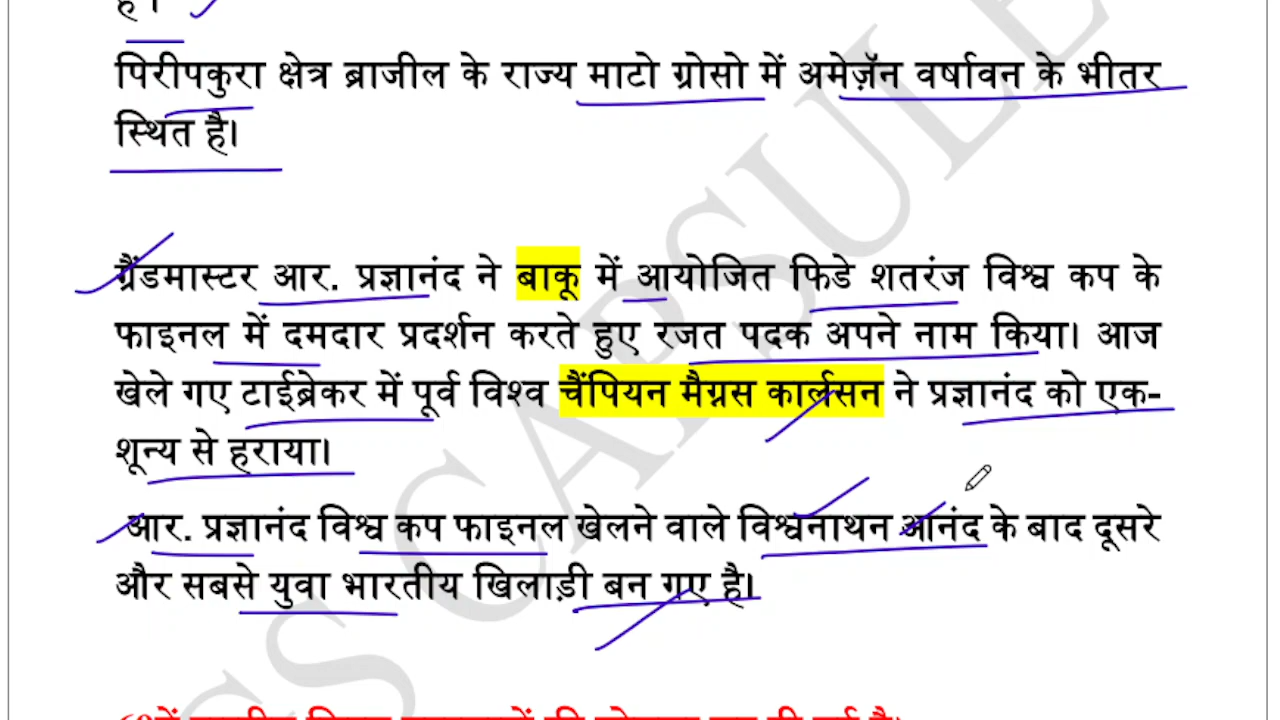 है।
पिरीपकुरा क्षेत्र ब्राजील के राज्य माटो ग्रोसो में अमेज़ॅन वर्षावन के भीतर
स्थित है।
ग्रैंडमास्टर आर. प्रज्ञानंद ने बाकू में आयोजित फिडे शतरंज विश्व कप के
फाइनल में दमदार प्रदर्शन करते हुए रजत पदक अपने नाम किया। आज
खेले गए टाईब्रेकर में पूर्व विश्व चैंपियन मैग्नस कार्लसन ने प्रज्ञानंद को एक-
शून्य से हराया।
आर. प्रज्ञानंद विश्व कप फाइनल खेलने वाले विश्वनाथन आनंद के बाद दूसरे
और सबसे युवा भारतीय खिलाड़ी बन गए है।
CAPSULE